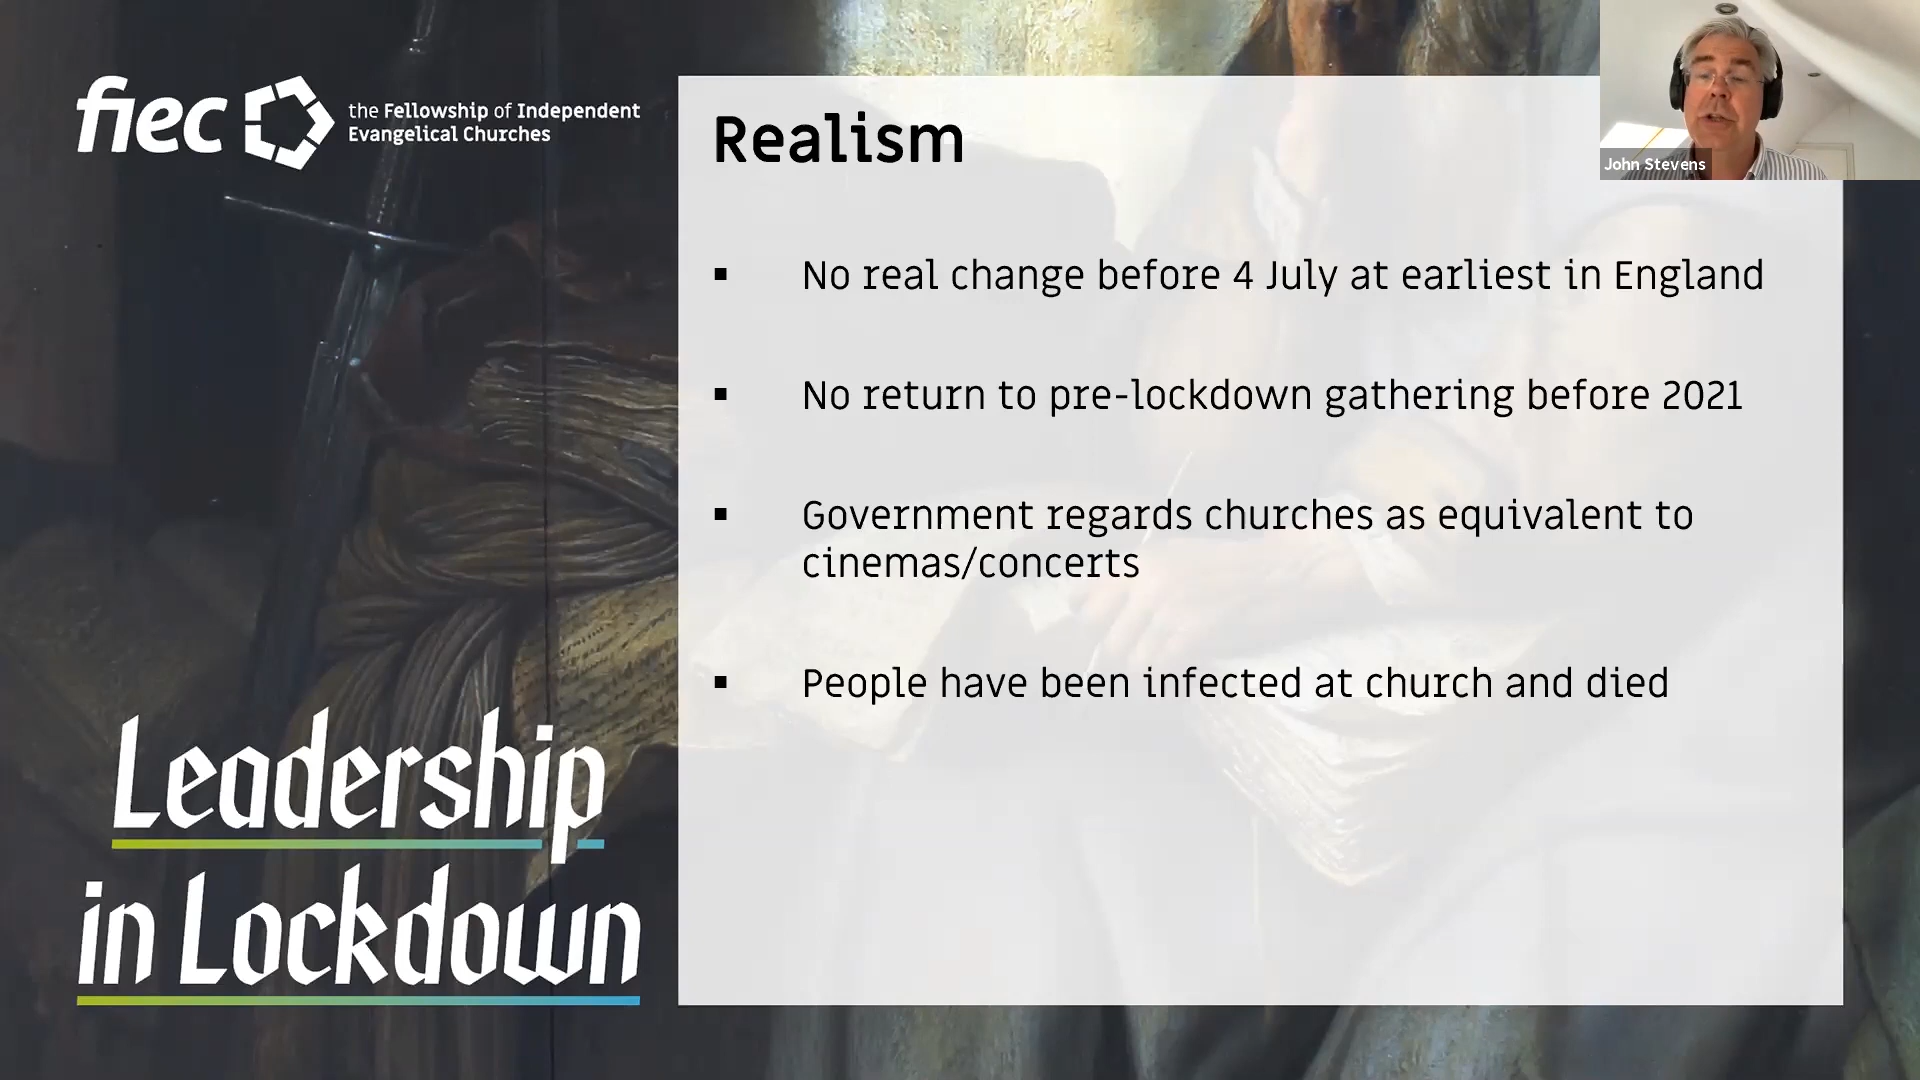 fiec
the Fellowship of Independent
Evangelical Churches
Leadership
in Lockdown
Realism
▪ No real change before 4 July at earliest in England
▪ No return to pre-lockdown gathering before 2021
▪ Government regards churches as equivalent to
cinemas/concerts
▪ People have been infected at church and died
John Stevens